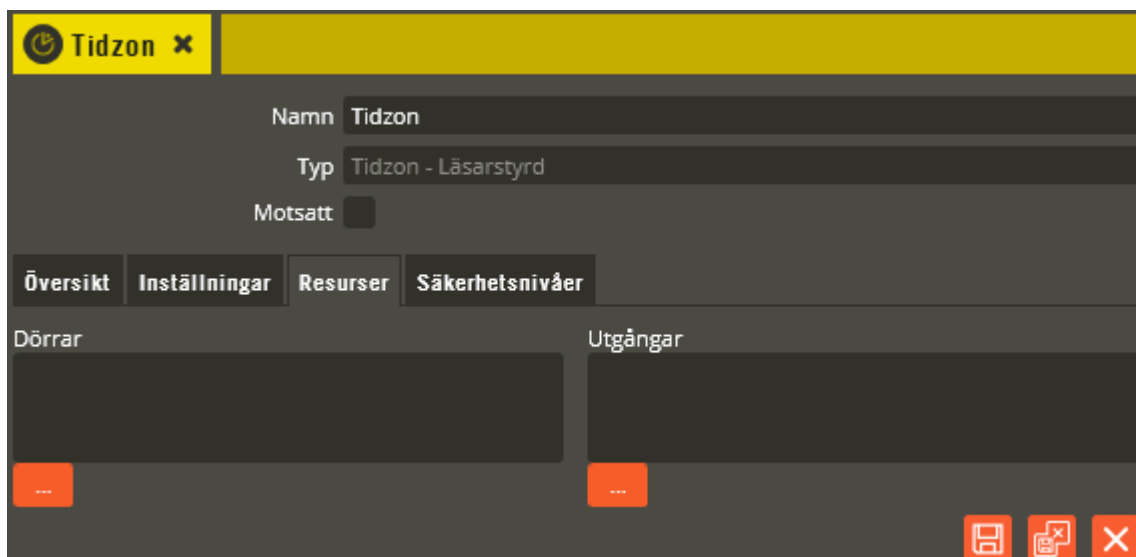 Tidzon
Namn Tidzon
Typ Tidzon - Läsarstyrd
Motsatt
Översikt Inställningar Resurser Säkerhetsnivåer
Dörrar Utgångar
... ...